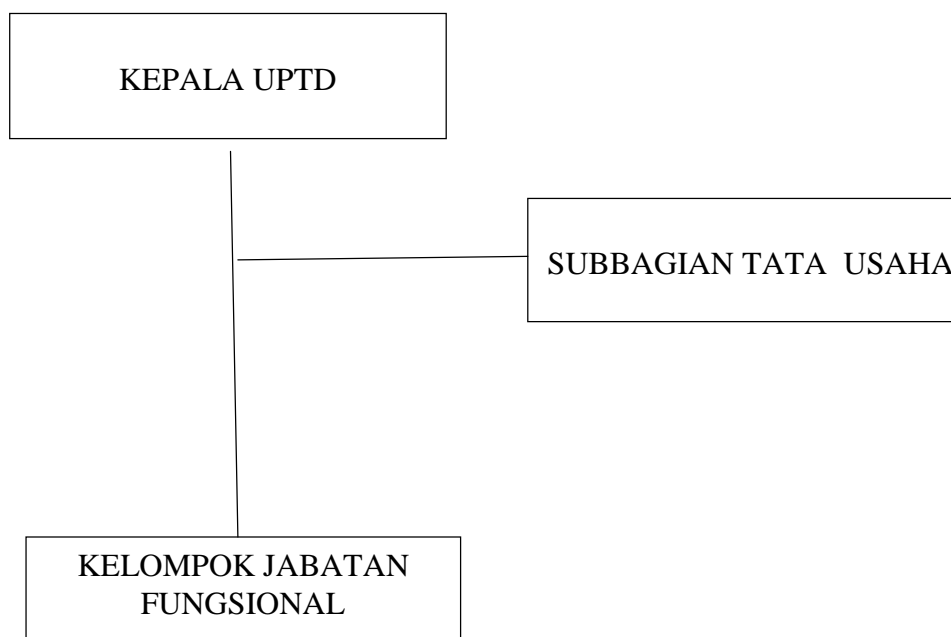 KEPALA UPTD
SUBBAGIAN TATA USAHA
KELOMPOK JABATAN
FUNGSIONAL